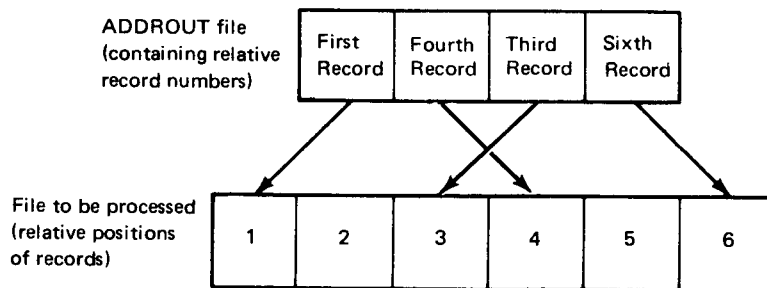 ADDROUT file
(containing relative
record numbers)
First
Record
Fourth
Record
Third
Record
Sixth
Record
File to be processed
(relative positions
of records)
1
2
3
4
5
6